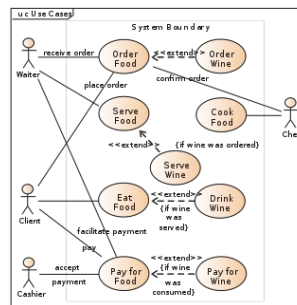 uc Use Cases
System Boundary
receive order
Order
Food
<<extend>>
Order
Wine
Waiter
confirm order
place order
Serve
Food
Cook
Food
Chef
<<extend>>
{if wine was ordered}
Serve
Wine
Eat
Food
<<extend>>
{if wine
was
served}
Drink
Wine
Client
facilitate payment
pay
accept
payment
Pay for
Food
<<extend>>
{if wine
was
consumed}
Pay for
Wine
Cashier